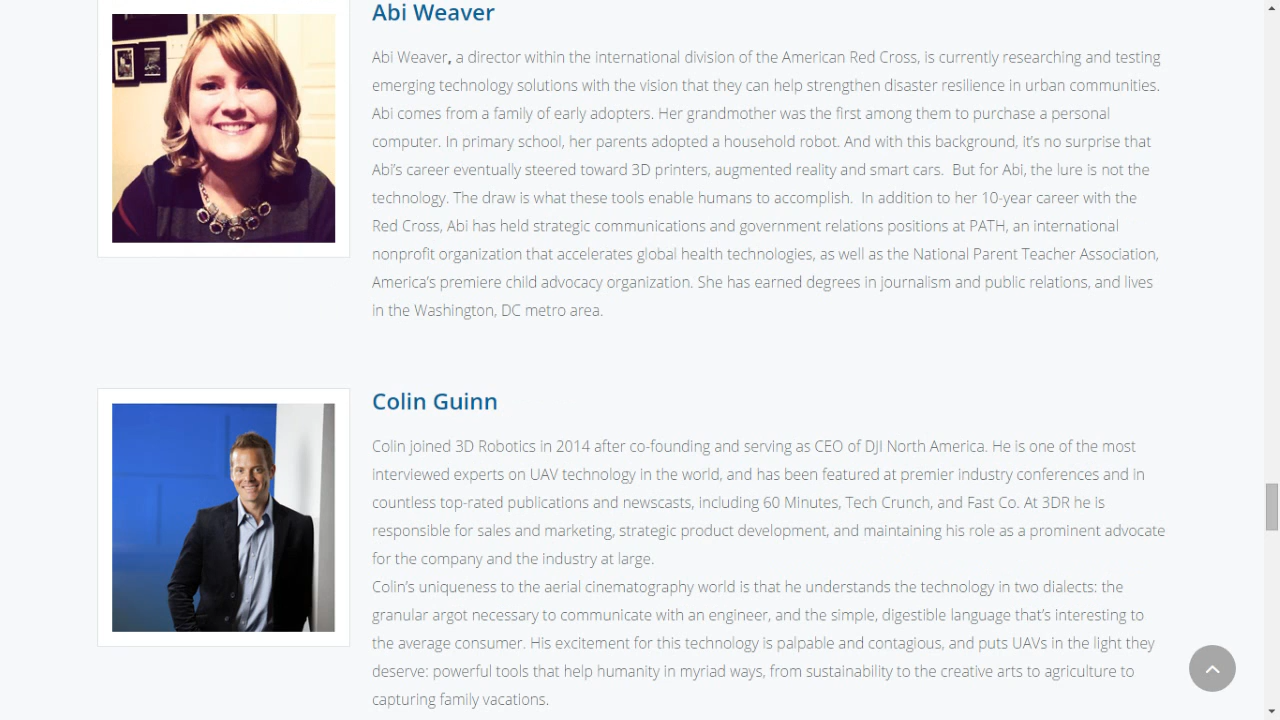 Abi Weaver
Abi Weaver, a director within the international division of the American Red Cross, is currently researching and testing
emerging technology solutions with the vision that they can help strengthen disaster resilience in urban communities.
Abi comes from a family of early adopters. Her grandmother was the first among them to purchase a personal
computer. In primary school, her parents adopted a household robot. And with this background, it’s no surprise that
Abi’s career eventually steered toward 3D printers, augmented reality and smart cars.  But for Abi, the lure is not the
technology. The draw is what these tools enable humans to accomplish.  In addition to her 10-year career with the
Red Cross, Abi has held strategic communications and government relations positions at PATH, an international
nonprofit organization that accelerates global health technologies, as well as the National Parent Teacher Association,
America’s premiere child advocacy organization. She has earned degrees in journalism and public relations, and lives
in the Washington, DC metro area.
Colin Guinn
Colin joined 3D Robotics in 2014 after co-founding and serving as CEO of DJI North America. He is one of the most
interviewed experts on UAV technology in the world, and has been featured at premier industry conferences and in
countless top-rated publications and newscasts, including 60 Minutes, Tech Crunch, and Fast Co. At 3DR he is
responsible for sales and marketing, strategic product development, and maintaining his role as a prominent advocate
for the company and the industry at large.
Colin’s uniqueness to the aerial cinematography world is that he understands the technology in two dialects: the
granular argot necessary to communicate with an engineer, and the simple, digestible language that’s interesting to
the average consumer. His excitement for this technology is palpable and contagious, and puts UAVs in the light they
deserve: powerful tools that help humanity in myriad ways, from sustainability to the creative arts to agriculture to
capturing family vacations.